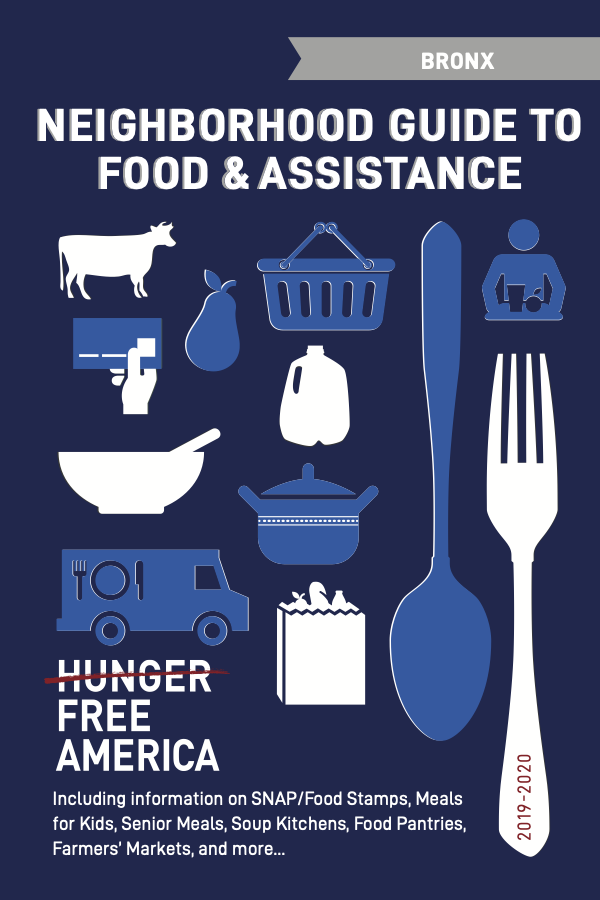 BRONX
NEIGHBORHOOD GUIDE TO
FOOD & ASSISTANCE
HUNGER
FREE
AMERICA
Including information on SNAP/Food Stamps, Meals
for Kids, Senior Meals, Soup Kitchens, Food Pantries,
Farmers' Markets, and more...
2019-2020